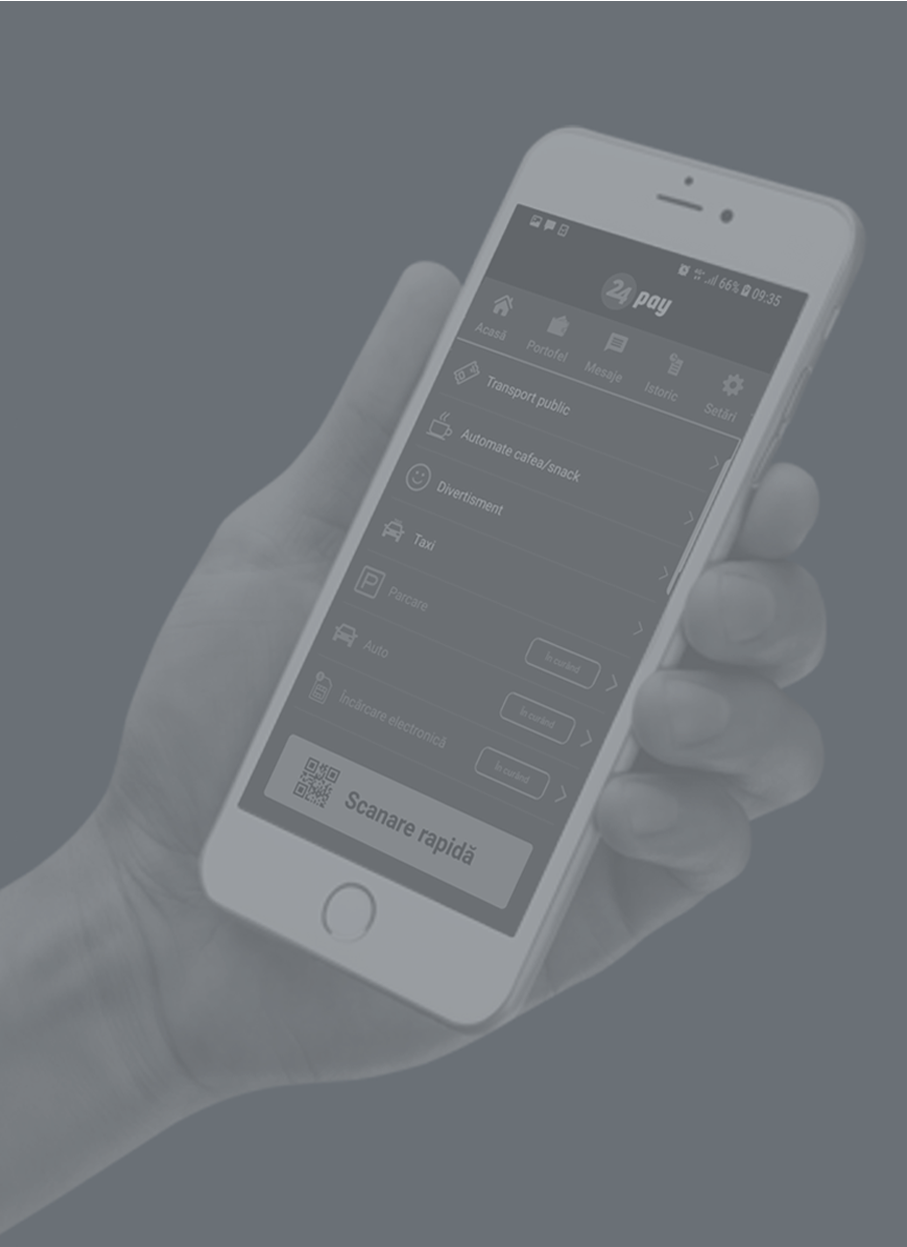 66% 09:35
24 pay
Acasă Portofel Mesaje Istoric Setări
Transport public
Automate cafea/snack
Divertisment
Taxi
Parcare
În curând
Auto
În curând
Încărcare electronică
În curând
Scanare rapidă